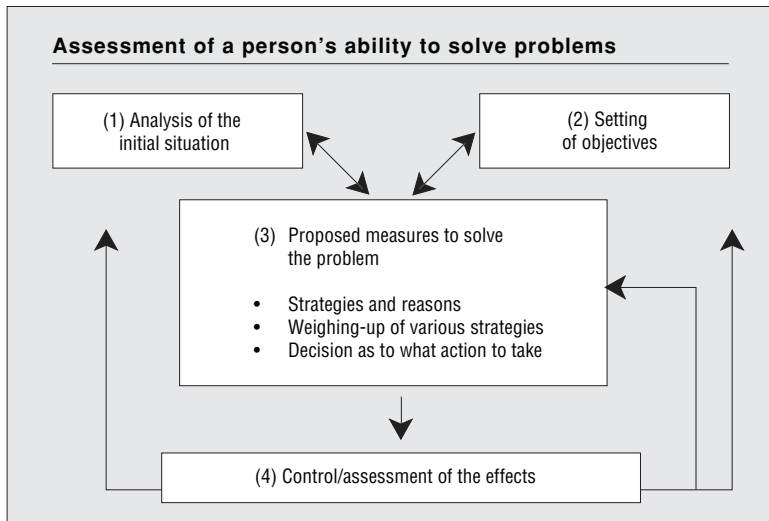 Assessment of a person's ability to solve problems
(1) Analysis of the
initial situation
(2) Setting
of objectives
(3) Proposed measures to solve
the problem
• Strategies and reasons
• Weighing-up of various strategies
• Decision as to what action to take
(4) Control/assessment of the effects